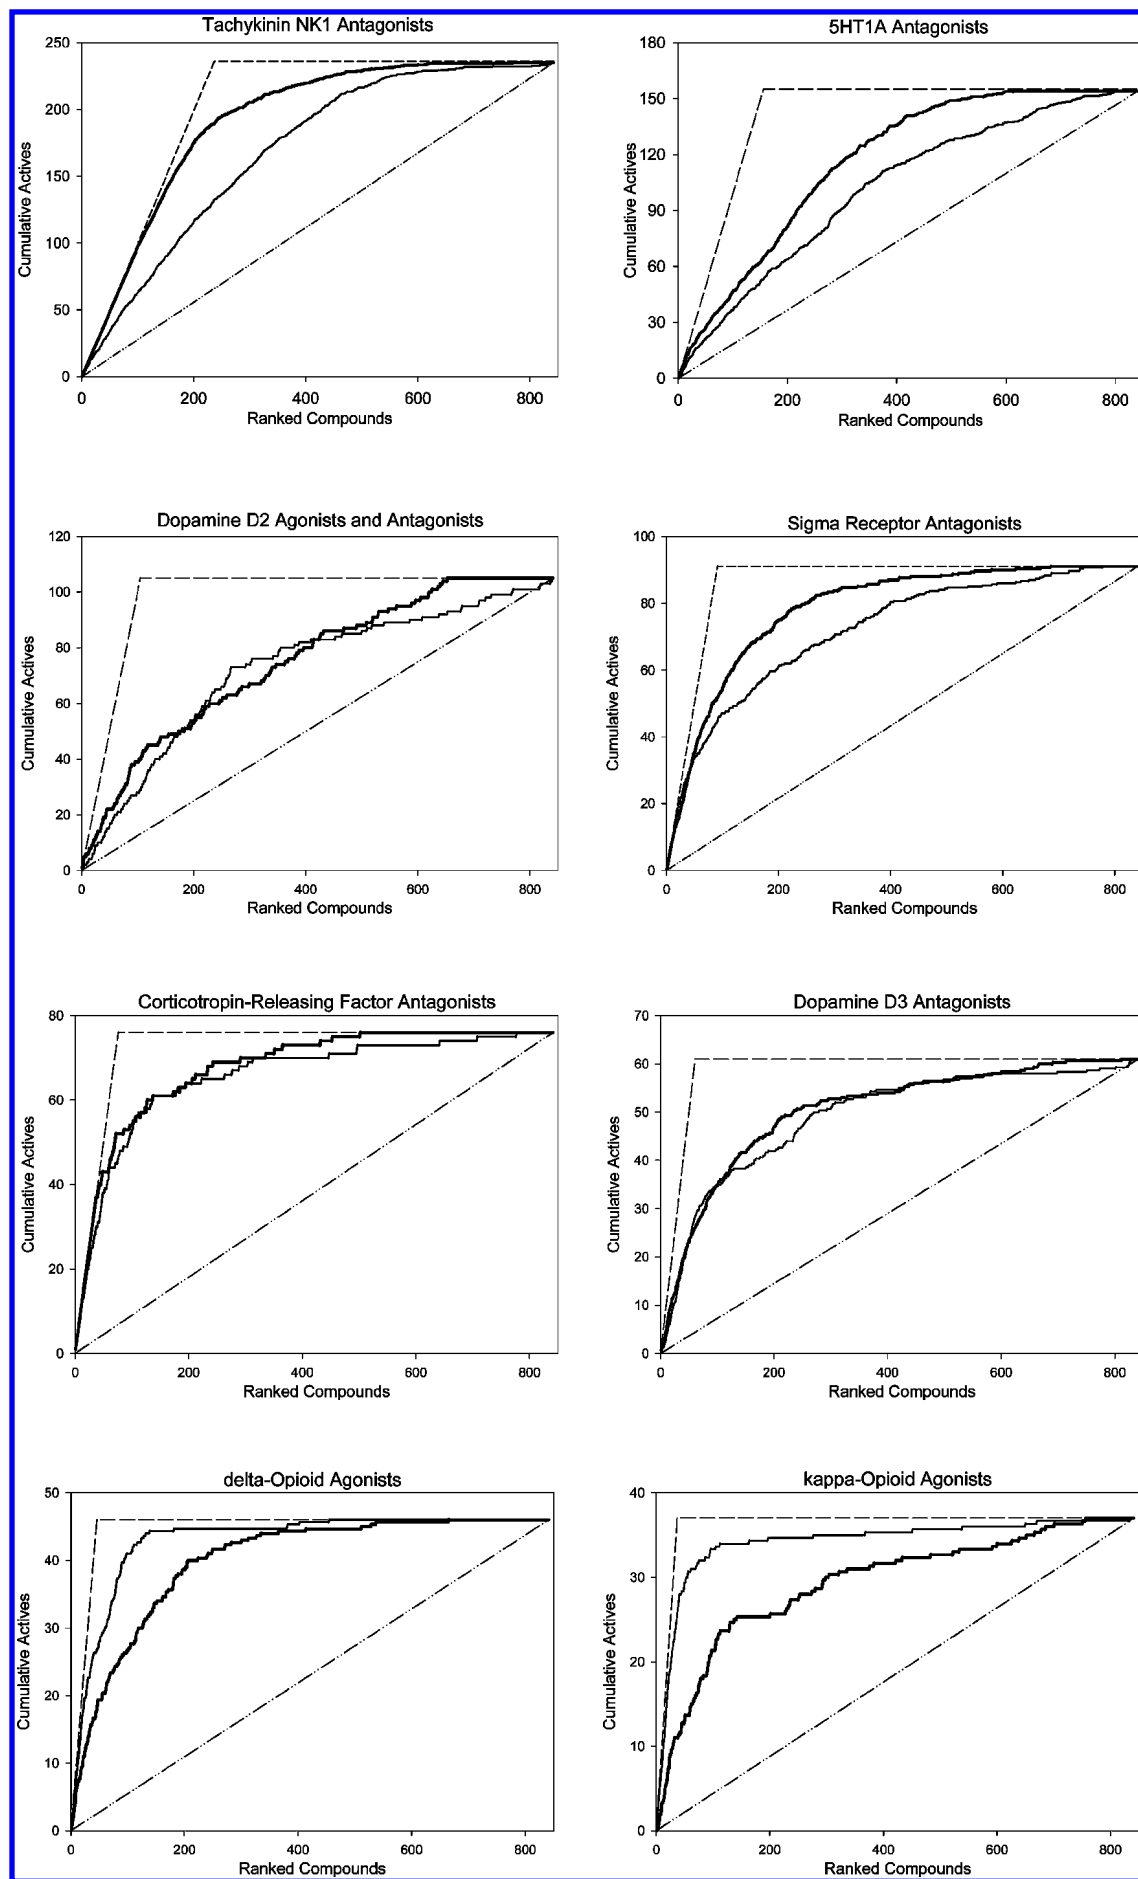 Tachykinin NK1 Antagonists
250
200
150
100
50
0
Cumulative Actives
0 200 400 600 800
Ranked Compounds
5HT1A Antagonists
180
150
120
90
60
30
0
Cumulative Actives
0 200 400 600 800
Ranked Compounds
Dopamine D2 Agonists and Antagonists
120
100
80
60
40
20
0
Cumulative Actives
0 200 400 600 800
Ranked Compounds
Sigma Receptor Antagonists
100
80
60
40
20
0
Cumulative Actives
0 200 400 600 800
Ranked Compounds
Corticotropin-Releasing Factor Antagonists
80
60
40
20
0
Cumulative Actives
0 200 400 600 800
Ranked Compounds
Dopamine D3 Antagonists
70
60
50
40
30
20
10
0
Cumulative Actives
0 200 400 600 800
Ranked Compounds
delta-Opioid Agonists
50
40
30
20
10
0
Cumulative Actives
0 200 400 600 800
Ranked Compounds
kappa-Opioid Agonists
40
30
20
10
0
Cumulative Actives
0 200 400 600 800
Ranked Compounds